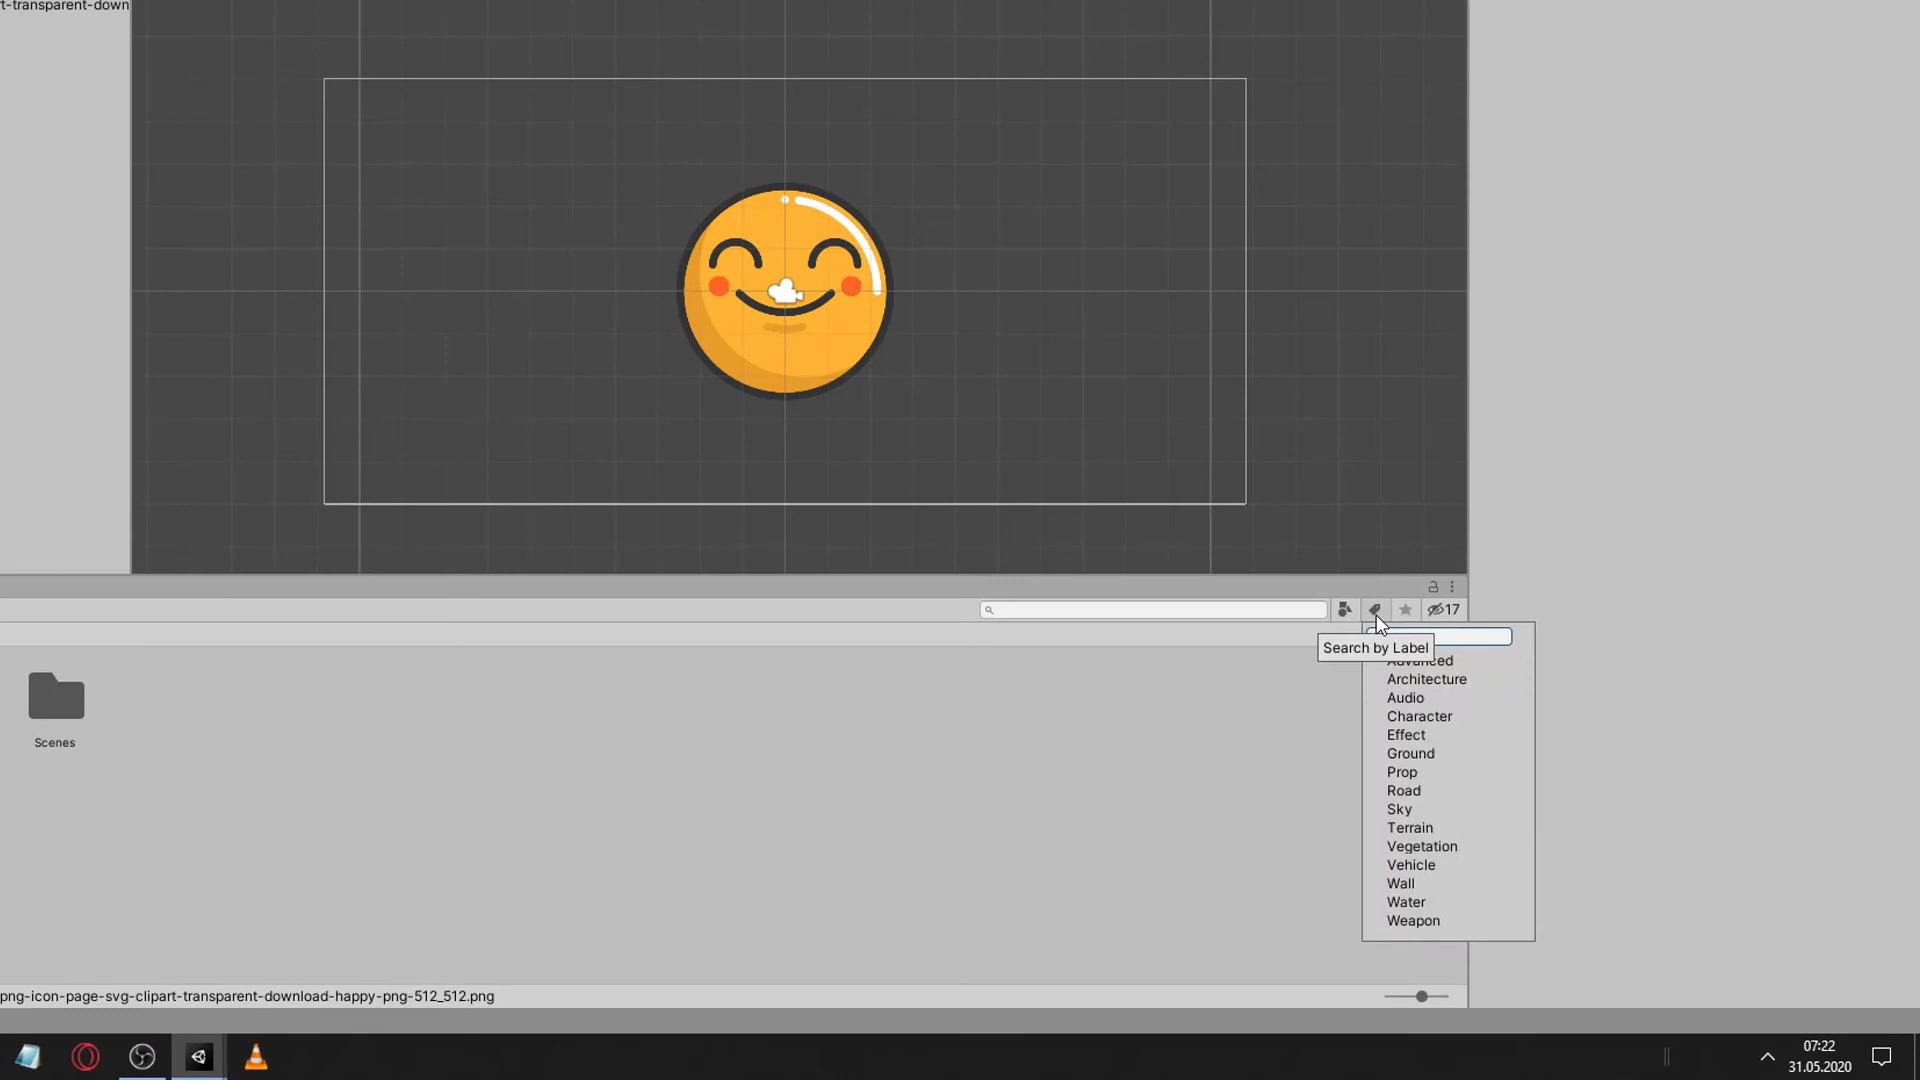 t-transparent-down
17
Search by Label
Advanced
Architecture
Audio
Character
Effect
Ground
Prop
Road
Sky
Terrain
Vegetation
Vehicle
Wall
Water
Weapon
Scenes
png-icon-page-svg-clipart-transparent-download-happy-png-512_512.png
07:22
31.05.2020